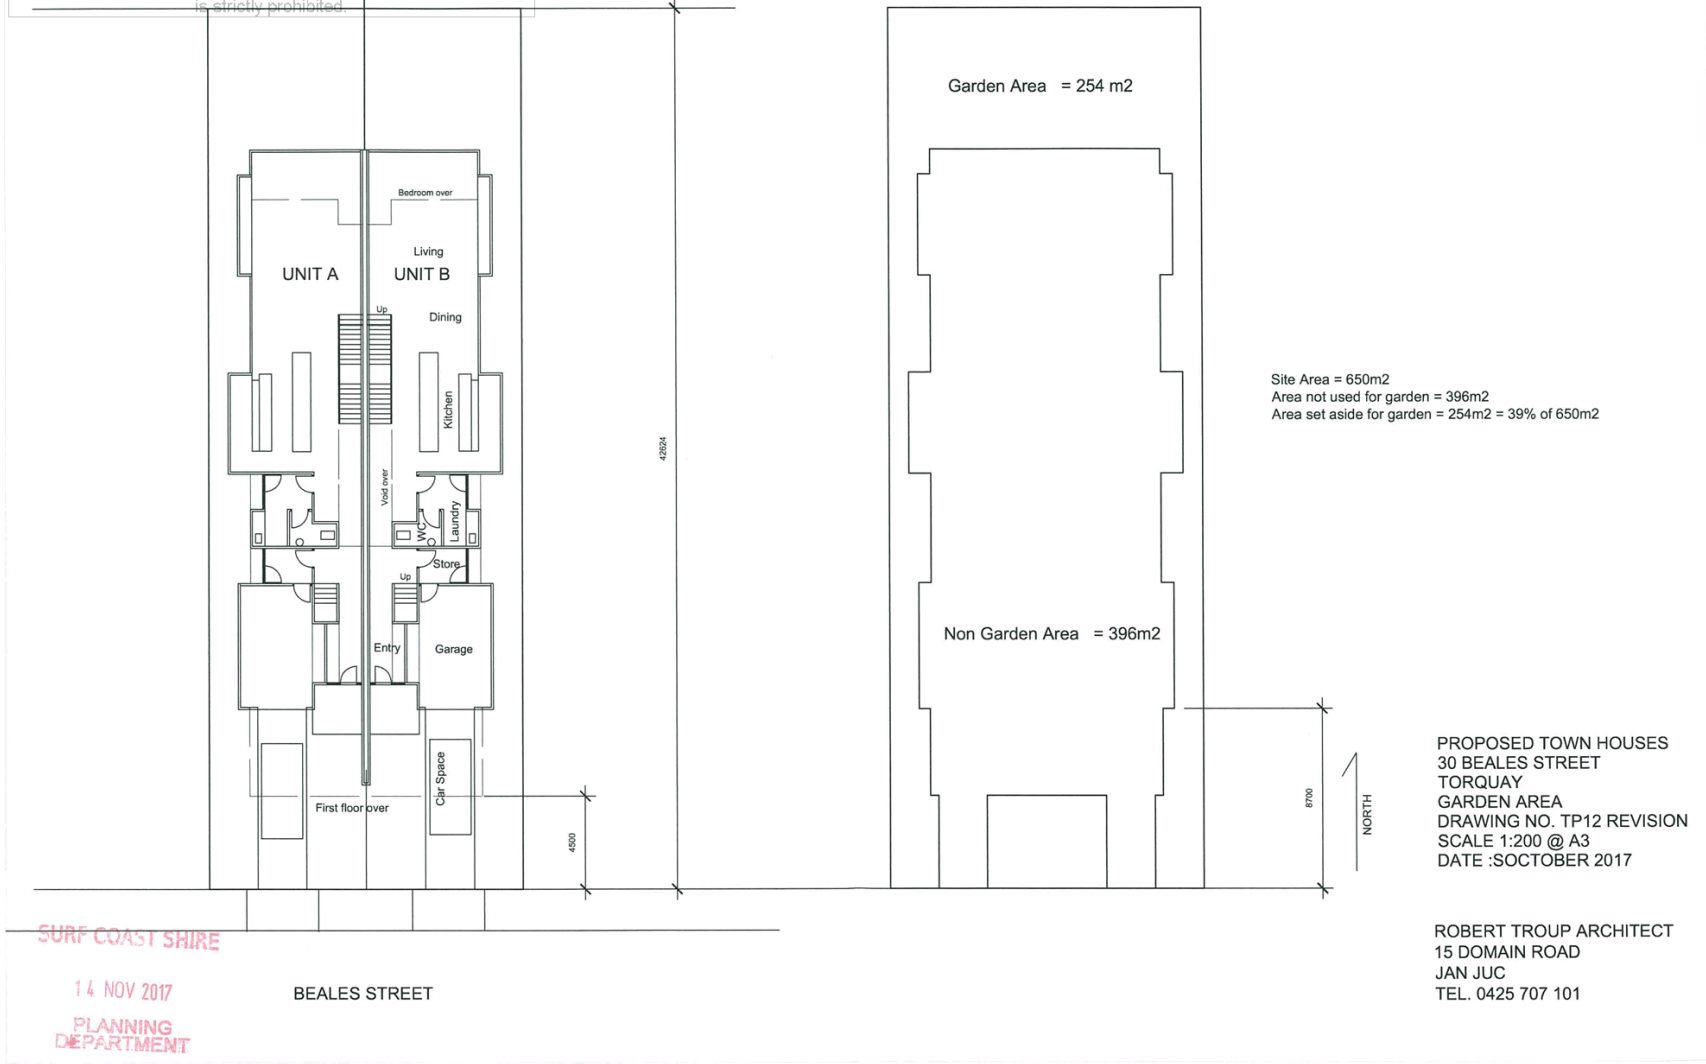 is strictly prohibited.
Bedroom over
Living
UNIT A
UNIT B
Up
Dining
Kitchen
Void over
WC
Laundry
Store
Up
Entry
Garage
Car Space
First floor over
4500
42624
SURF COAST SHIRE
14 NOV 2017
PLANNING
DEPARTMENT
BEALES STREET
Garden Area = 254 m2
Non Garden Area = 396m2
8700
NORTH
Site Area = 650m2
Area not used for garden = 396m2
Area set aside for garden = 254m2 = 39% of 650m2
PROPOSED TOWN HOUSES
30 BEALES STREET
TORQUAY
GARDEN AREA
DRAWING NO. TP12 REVISION
SCALE 1:200 @ A3
DATE :SOCTOBER 2017
ROBERT TROUP ARCHITECT
15 DOMAIN ROAD
JAN JUC
TEL. 0425 707 101